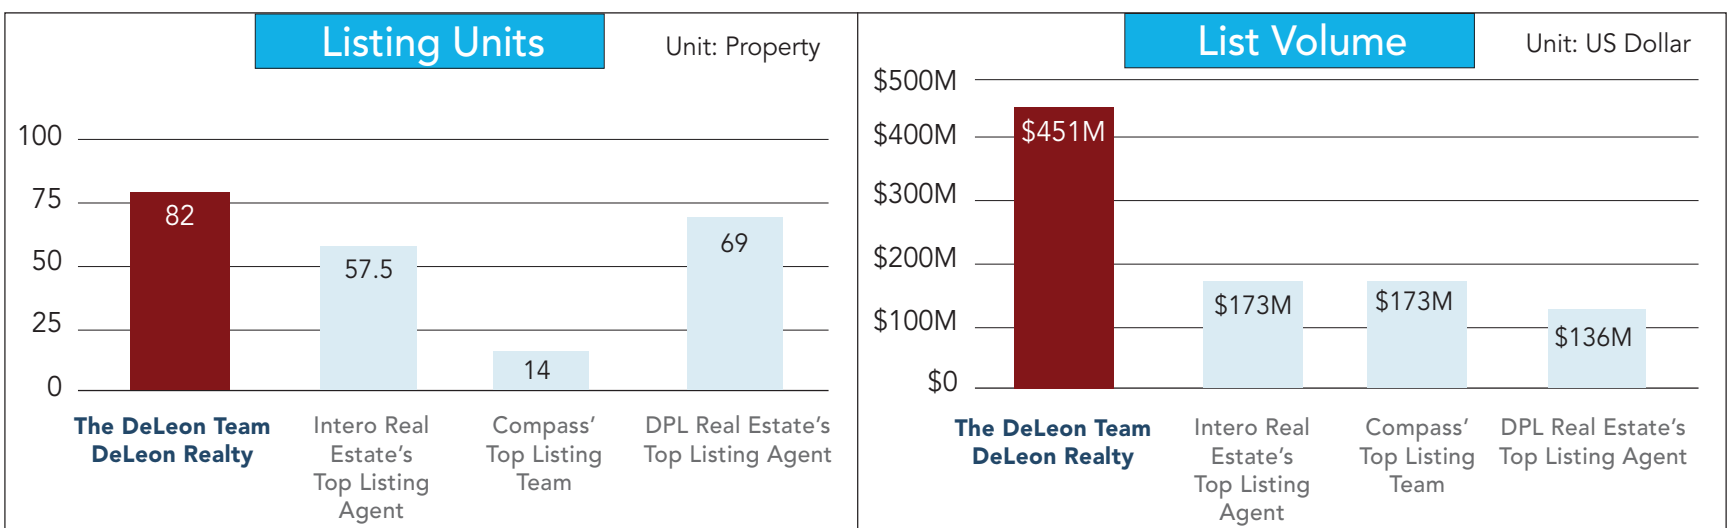 Listing Units
Unit: Property
100
75
50
25
0
82
57.5
14
69
The DeLeon Team
DeLeon Realty
Intero Real
Estate's
Top Listing
Agent
Compass'
Top Listing
Team
DPL Real Estate's
Top Listing Agent
List Volume
Unit: US Dollar
$500M
$400M
$300M
$200M
$100M
$0
$451M
$173M
$173M
$136M
The DeLeon Team
DeLeon Realty
Intero Real
Estate's
Top Listing
Agent
Compass'
Top Listing
Team
DPL Real Estate's
Top Listing Agent